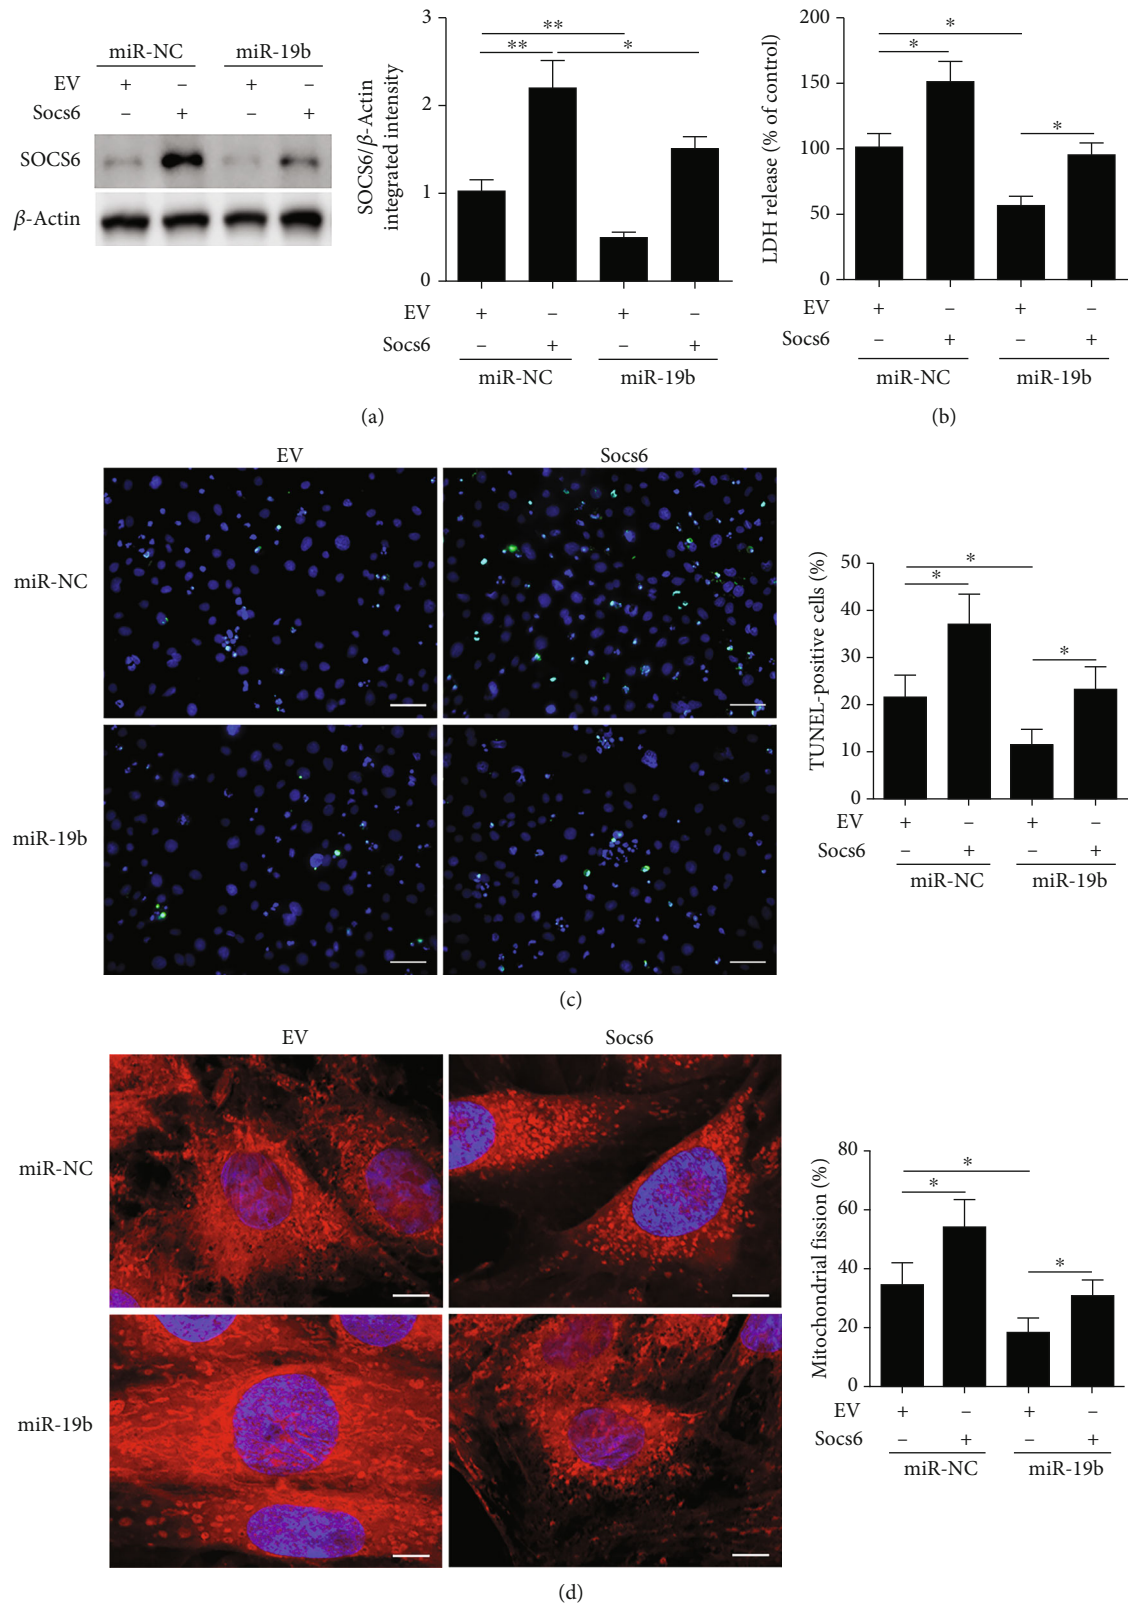 miR-NC miR-19b
EV + – + –
Socs6 – + – +
SOCS6
β-Actin
SOCS6/β-Actin
integrated intensity
3
2
1
0
** **
*
EV + – + –
Socs6 – + – +
miR-NC miR-19b
(a)
LDH release (% of control)
200
150
100
50
0
*
*
*
EV + – + –
Socs6 – + – +
miR-NC miR-19b
(b)
EV Socs6
miR-NC
miR-19b
TUNEL-positive cells (%)
50
40
30
20
10
0
*
*
*
EV + – + –
Socs6 – + – +
miR-NC miR-19b
(c)
EV Socs6
miR-NC
miR-19b
Mitochondrial fission (%)
80
60
40
20
0
*
*
*
EV + – + –
Socs6 – + – +
miR-NC miR-19b
(d)